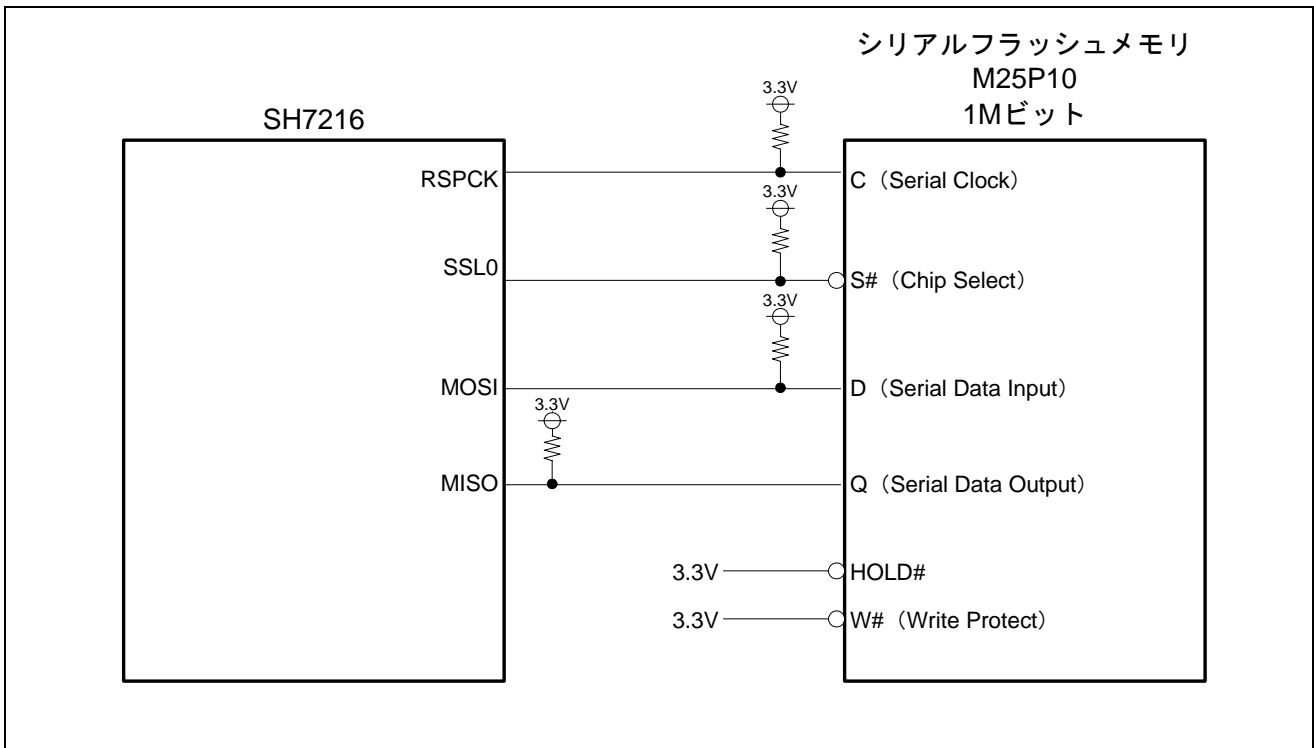 シリアルフラッシュメモリ
M25P10
1Mビット
SH7216
3.3V
RSPCK
C（Serial Clock）
3.3V
SSL0
S#（Chip Select）
3.3V
MOSI
D（Serial Data Input）
3.3V
MISO
Q（Serial Data Output）
3.3V
HOLD#
3.3V
W#（Write Protect）